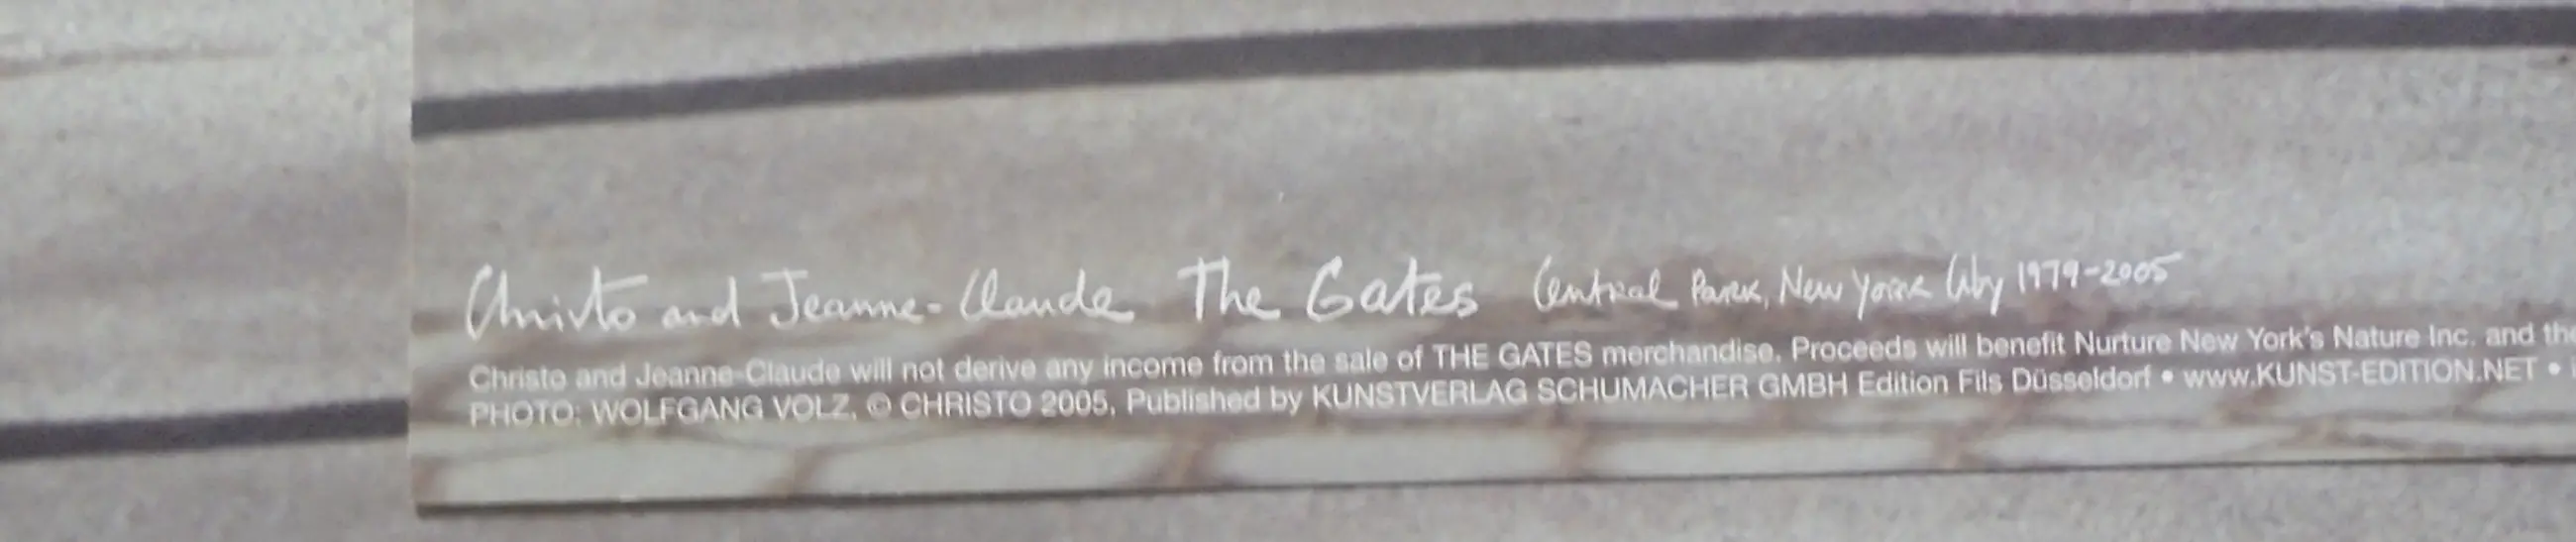 Christo and Jeanne-Claude The Gates Central Park, New York City 1979-2005
Christo and Jeanne-Claude will not derive any income from the sale of THE GATES merchandise. Proceeds will benefit Nurture New York's Nature Inc. and the
PHOTO: WOLFGANG VOLZ, © CHRISTO 2005, Published by KUNSTVERLAG SCHUMACHER GMBH Edition Fils Düsseldorf • www.KUNST-EDITION.NET •